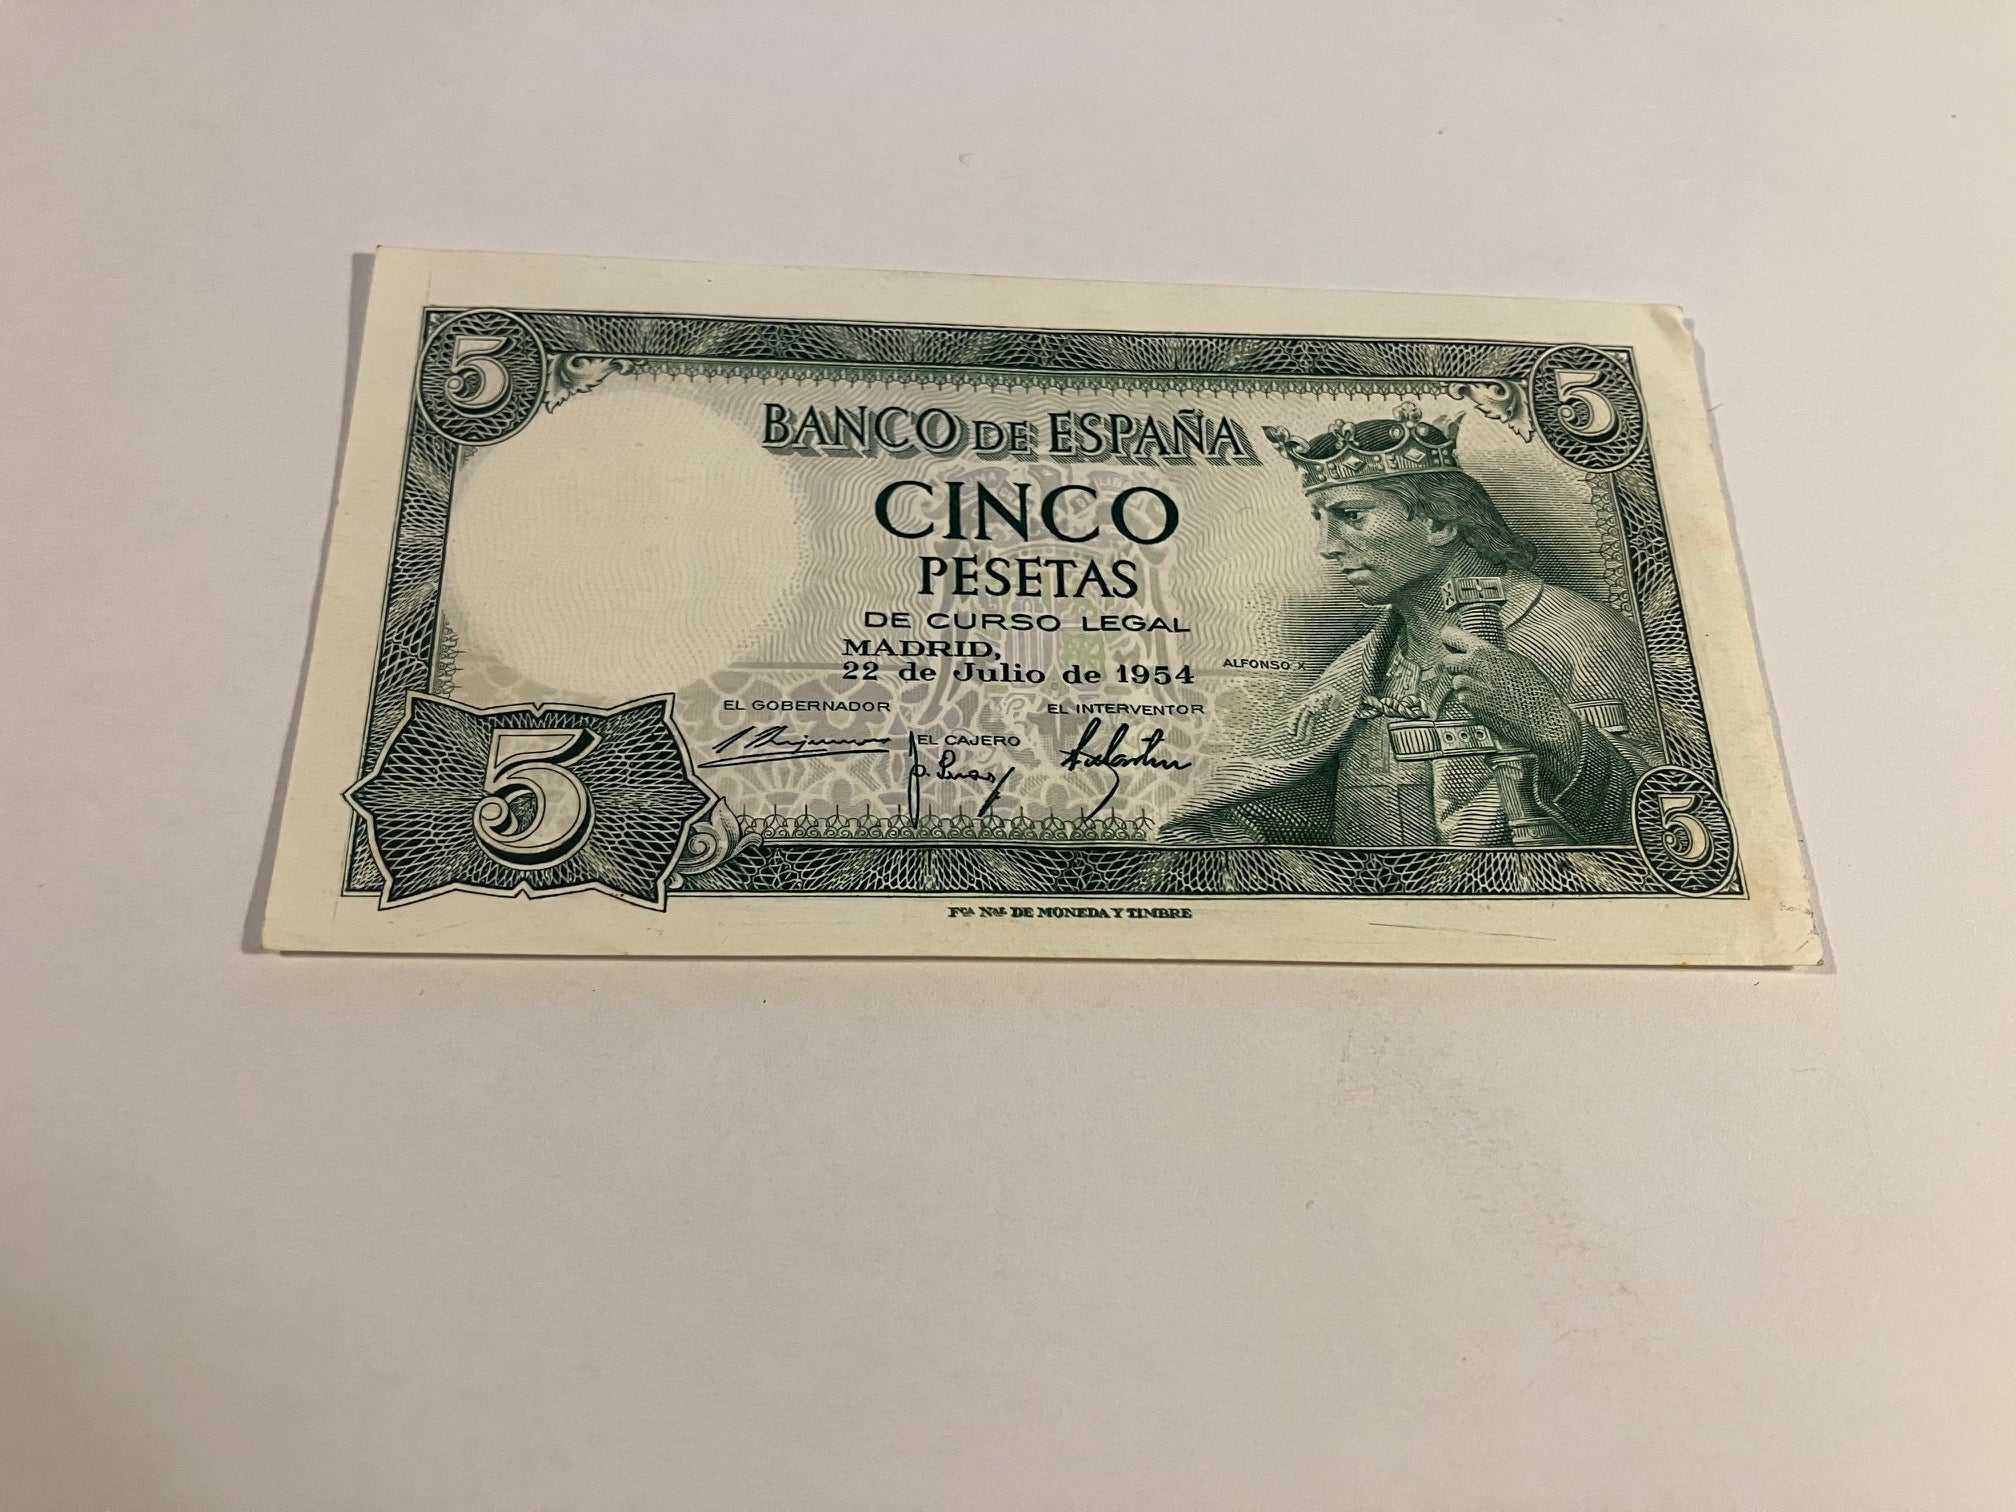 5 5
BANCO DE ESPAÑA
CINCO
PESETAS
DE CURSO LEGAL
MADRID,
22 de Julio de 1954
ALFONSO X
EL GOBERNADOR EL INTERVENTOR
EL CAJERO
5 5
Fca Nal DE MONEDA Y TIMBRE